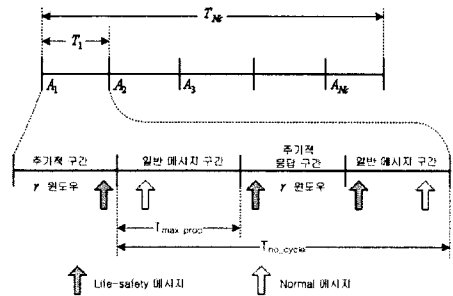 T_Nc
T_1
A_1 A_2 A_3 A_Nc
주기적 구간 일반 메시지 구간 주기적 응답 구간 일반 메시지 구간
γ 윈도우 γ 윈도우
T_max_proc
T_no_cycle
Life-safety 메시지 Normal 메시지